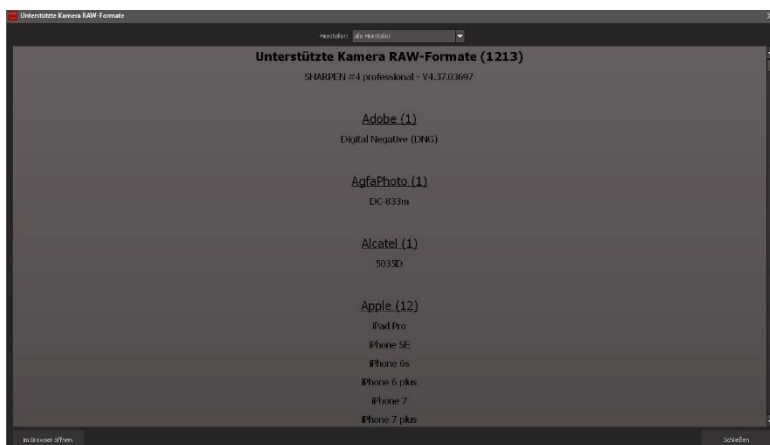 Unterstützte Kamera RAW-Formate
Hersteller: alle Hersteller
Unterstützte Kamera RAW-Formate (1213)
SHARPEN #4 professional - V4.37.03697
Adobe (1)
Digital Negative (DNG)
AgfaPhoto (1)
DC-833m
Alcatel (1)
5035D
Apple (12)
iPad Pro
iPhone SE
iPhone 6s
iPhone 6 plus
iPhone 7
iPhone 7 plus
im Browser öffnen
Schließen